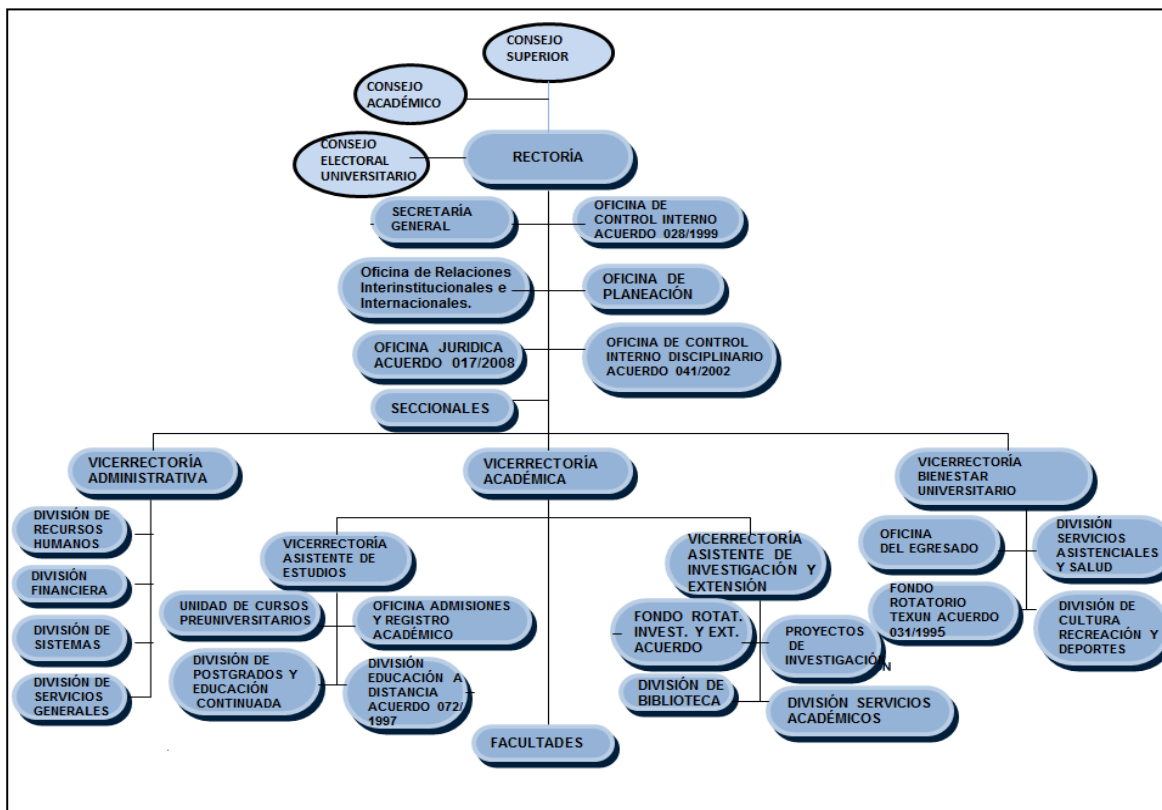 CONSEJO
SUPERIOR
CONSEJO
ACADÉMICO
CONSEJO
ELECTORAL
UNIVERSITARIO
RECTORÍA
SECRETARÍA
GENERAL
OFICINA DE
CONTROL INTERNO
ACUERDO 028/1999
Oficina de Relaciones
Interinstitucionales e
Internacionales.
OFICINA DE
PLANEACIÓN
OFICINA JURIDICA
ACUERDO 017/2008
OFICINA DE CONTROL
INTERNO DISCIPLINARIO
ACUERDO 041/2002
SECCIONALES
VICERRECTORÍA
ADMINISTRATIVA
DIVISIÓN DE
RECURSOS
HUMANOS
DIVISIÓN
FINANCIERA
DIVISIÓN
DE SISTEMAS
DIVISIÓN DE
SERVICIOS
GENERALES
VICERRECTORÍA
ACADÉMICA
VICERRECTORÍA
ASISTENTE DE
ESTUDIOS
UNIDAD DE CURSOS
PREUNIVERSITARIOS
OFICINA ADMISIONES
Y REGISTRO
ACADÉMICO
DIVISIÓN DE
POSTGRADOS Y
EDUCACIÓN
CONTINUADA
DIVISIÓN
EDUCACIÓN A
DISTANCIA
ACUERDO 072/
1997
FACULTADES
VICERRECTORÍA
ASISTENTE DE
INVESTIGACIÓN Y
EXTENSIÓN
FONDO ROTAT.
INVEST. Y EXT.
ACUERDO
PROYECTOS
DE
INVESTIGACIÓN
DIVISIÓN DE
BIBLIOTECA
DIVISIÓN SERVICIOS
ACADÉMICOS
VICERRECTORÍA
BIENESTAR
UNIVERSITARIO
OFICINA
DEL EGRESADO
DIVISIÓN
SERVICIOS
ASISTENCIALES
Y SALUD
FONDO
ROTATORIO
TEXUN ACUERDO
031/1995
DIVISIÓN DE
CULTURA
RECREACIÓN Y
DEPORTES